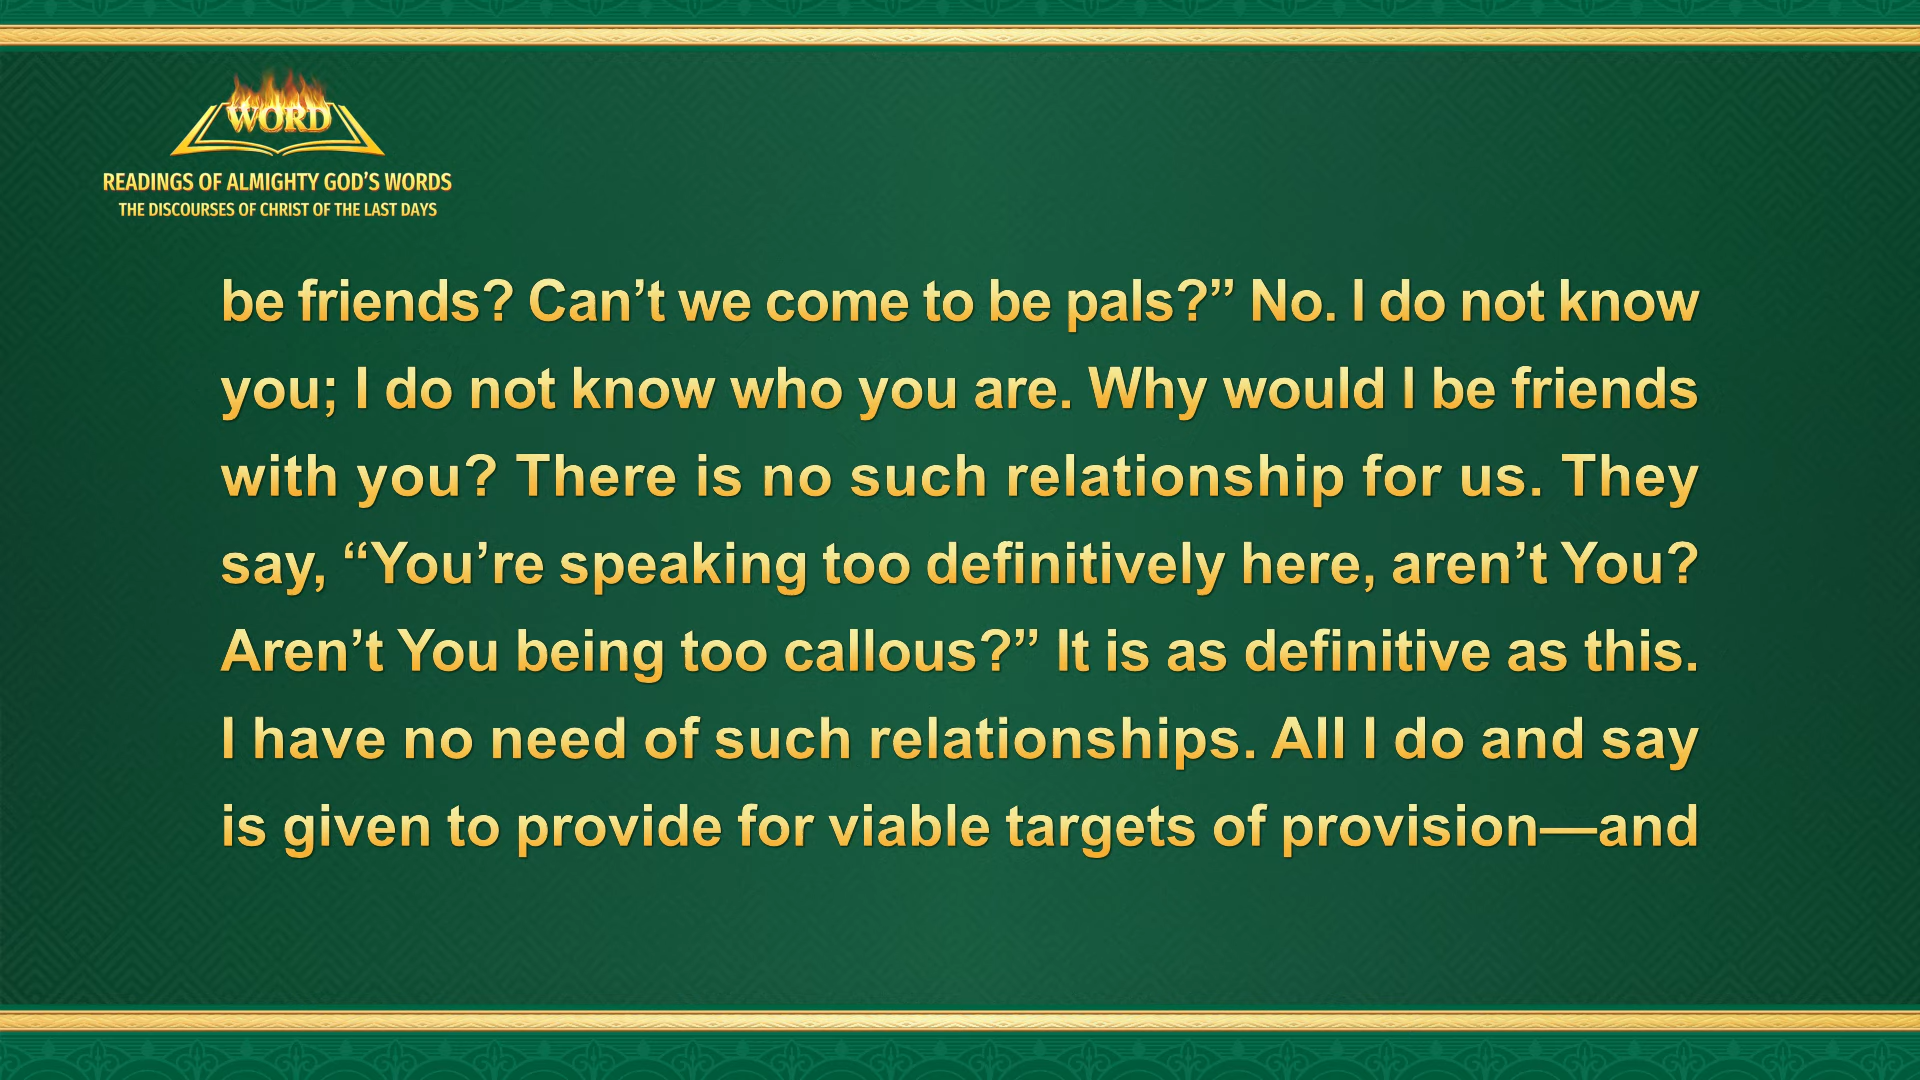 WORD
READINGS OF ALMIGHTY GOD’S WORDS
THE DISCOURSES OF CHRIST OF THE LAST DAYS
be friends? Can’t we come to be pals?” No. I do not know
you; I do not know who you are. Why would I be friends
with you? There is no such relationship for us. They
say, “You’re speaking too definitively here, aren’t You?
Aren’t You being too callous?” It is as definitive as this.
I have no need of such relationships. All I do and say
is given to provide for viable targets of provision—and